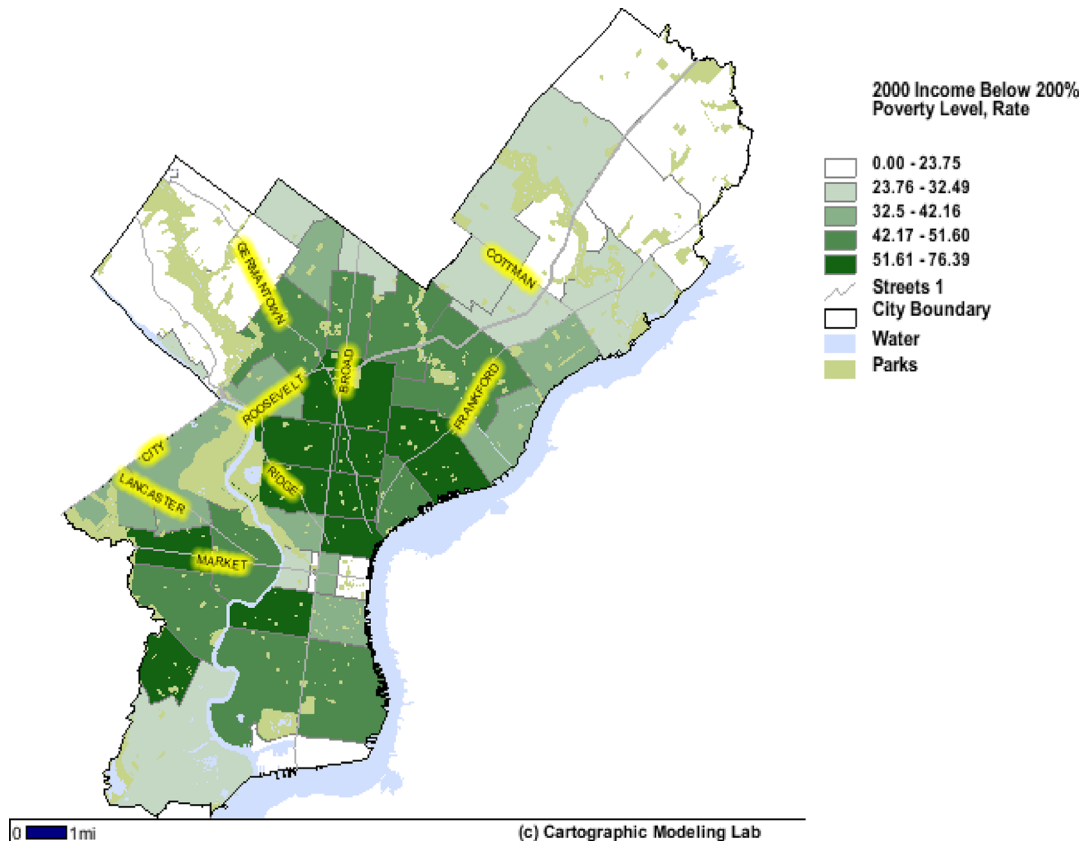 2000 Income Below 200%
Poverty Level, Rate
0.00 - 23.75
23.76 - 32.49
32.5 - 42.16
42.17 - 51.60
51.61 - 76.39
Streets 1
City Boundary
Water
Parks
GERMANTOWN
COTTMAN
BROAD
ROOSEVELT
FRANKFORD
CITY
LANCASTER
RIDGE
MARKET
0 1mi
(c) Cartographic Modeling Lab